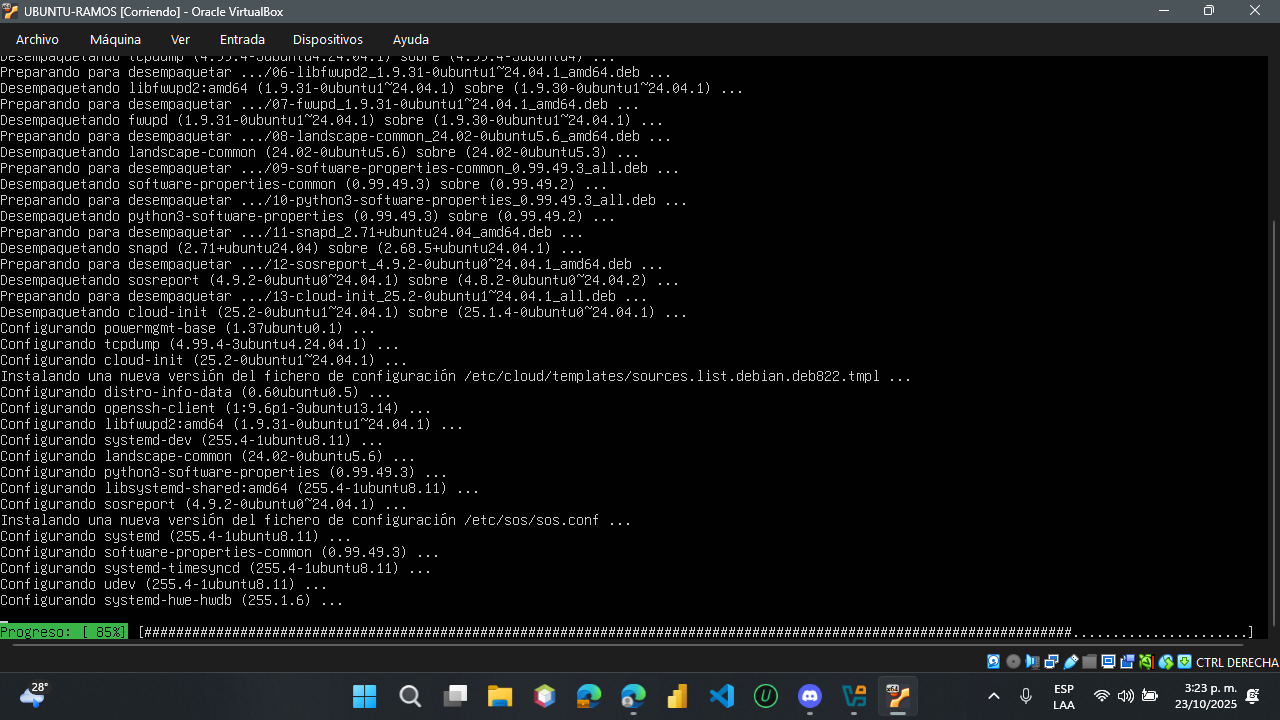 UBUNTU-RAMOS [Corriendo] - Oracle VirtualBox
Archivo Máquina Ver Entrada Dispositivos Ayuda
Desempaquetando tcpdump (4.99.4-3ubuntu4.24.04.1) sobre (4.99.4-3ubuntu4) ...
Preparando para desempaquetar .../06-libfwupd2_1.9.31-0ubuntu1~24.04.1_amd64.deb ...
Desempaquetando libfwupd2:amd64 (1.9.31-0ubuntu1~24.04.1) sobre (1.9.30-0ubuntu1~24.04.1) ...
Preparando para desempaquetar .../07-fwupd_1.9.31-0ubuntu1~24.04.1_amd64.deb ...
Desempaquetando fwupd (1.9.31-0ubuntu1~24.04.1) sobre (1.9.30-0ubuntu1~24.04.1) ...
Preparando para desempaquetar .../08-landscape-common_24.02-0ubuntu5.6_amd64.deb ...
Desempaquetando landscape-common (24.02-0ubuntu5.6) sobre (24.02-0ubuntu5.3) ...
Preparando para desempaquetar .../09-software-properties-common_0.99.49.3_all.deb ...
Desempaquetando software-properties-common (0.99.49.3) sobre (0.99.49.2) ...
Preparando para desempaquetar .../10-python3-software-properties_0.99.49.3_all.deb ...
Desempaquetando python3-software-properties (0.99.49.3) sobre (0.99.49.2) ...
Preparando para desempaquetar .../11-snapd_2.71+ubuntu24.04_amd64.deb ...
Desempaquetando snapd (2.71+ubuntu24.04) sobre (2.68.5+ubuntu24.04.1) ...
Preparando para desempaquetar .../12-sosreport_4.9.2-0ubuntu0~24.04.1_amd64.deb ...
Desempaquetando sosreport (4.9.2-0ubuntu0~24.04.1) sobre (4.8.2-0ubuntu0~24.04.2) ...
Preparando para desempaquetar .../13-cloud-init_25.2-0ubuntu1~24.04.1_all.deb ...
Desempaquetando cloud-init (25.2-0ubuntu1~24.04.1) sobre (25.1.4-0ubuntu0~24.04.1) ...
Configurando powermgmt-base (1.37ubuntu0.1) ...
Configurando tcpdump (4.99.4-3ubuntu4.24.04.1) ...
Configurando cloud-init (25.2-0ubuntu1~24.04.1) ...
Instalando una nueva versión del fichero de configuración /etc/cloud/templates/sources.list.debian.deb822.tmpl ...
Configurando distro-info-data (0.60ubuntu0.5) ...
Configurando openssh-client (1:9.6p1-3ubuntu13.14) ...
Configurando libfwupd2:amd64 (1.9.31-0ubuntu1~24.04.1) ...
Configurando systemd-dev (255.4-1ubuntu8.11) ...
Configurando landscape-common (24.02-0ubuntu5.6) ...
Configurando python3-software-properties (0.99.49.3) ...
Configurando libsystemd-shared:amd64 (255.4-1ubuntu8.11) ...
Configurando sosreport (4.9.2-0ubuntu0~24.04.1) ...
Instalando una nueva versión del fichero de configuración /etc/sos/sos.conf ...
Configurando systemd (255.4-1ubuntu8.11) ...
Configurando software-properties-common (0.99.49.3) ...
Configurando systemd-timesyncd (255.4-1ubuntu8.11) ...
Configurando udev (255.4-1ubuntu8.11) ...
Configurando systemd-hwe-hwdb (255.1.6) ...
Progreso: [ 85%] [####################################################################################################################......................]
CTRL DERECHA
28°
ESP
LAA
3:23 p. m.
23/10/2025